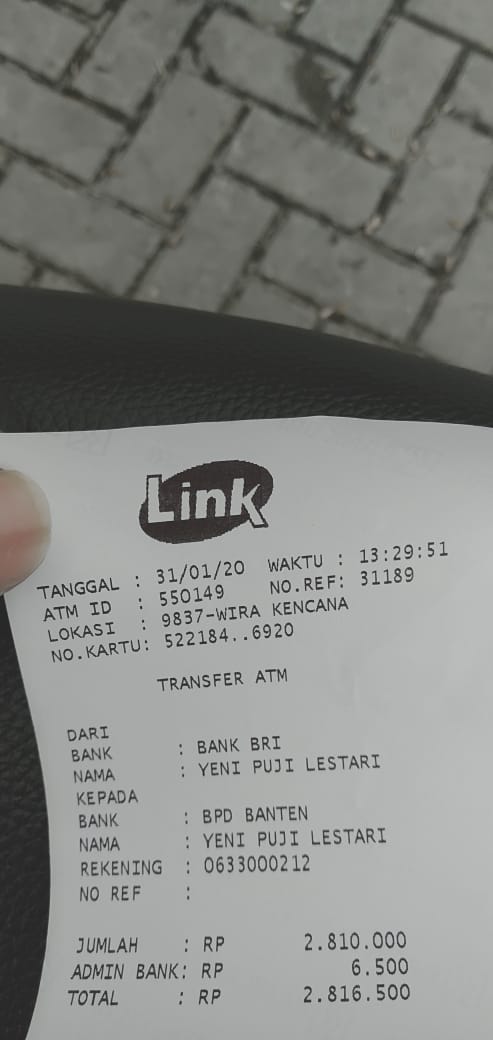 Link
TANGGAL : 31/01/20 WAKTU : 13:29:51
ATM ID : 550149 NO.REF: 31189
LOKASI : 9837-WIRA KENCANA
NO.KARTU: 522184..6920
TRANSFER ATM
DARI
BANK : BANK BRI
NAMA : YENI PUJI LESTARI
KEPADA
BANK : BPD BANTEN
NAMA : YENI PUJI LESTARI
REKENING : 0633000212
NO REF :
JUMLAH : RP 2.810.000
ADMIN BANK: RP 6.500
TOTAL : RP 2.816.500